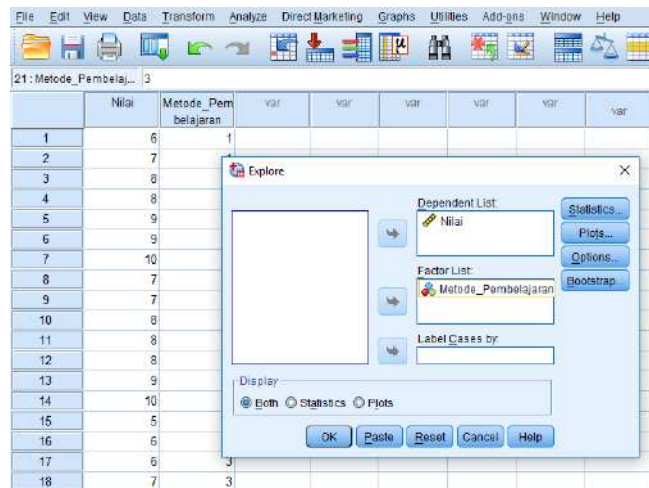 File Edit View Data Transform Analyze Direct Marketing Graphs Utilities Add-ons Window Help
21 : Metode_Pembelaj... 3
Nilai Metode_Pem belajaran var var var var var var
1 6 1
2 7
3 8
4 8
5 9
6 9
7 10
8 7
9 7
10 8
11 8
12 8
13 9
14 10
15 5
16 6
17 6 3
18 7 3
Explore
Dependent List:
Nilai
Factor List:
Metode_Pembelajaran
Label Cases by:
Statistics...
Plots...
Options...
Bootstrap...
Display
Both Statistics Plots
OK Paste Reset Cancel Help